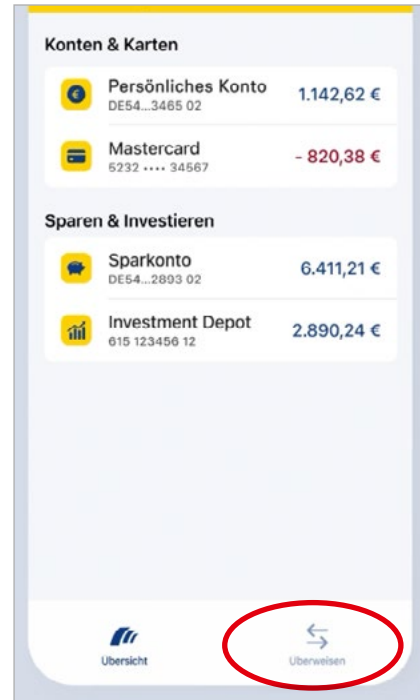 Konten & Karten
Persönliches Konto
1.142,62 €
DE54...3465 02
Mastercard
- 820,38 €
5232 •••• 34567
Sparen & Investieren
Sparkonto
6.411,21 €
DE54...2893 02
Investment Depot
2.890,24 €
615 123456 12
Übersicht
Überweisen